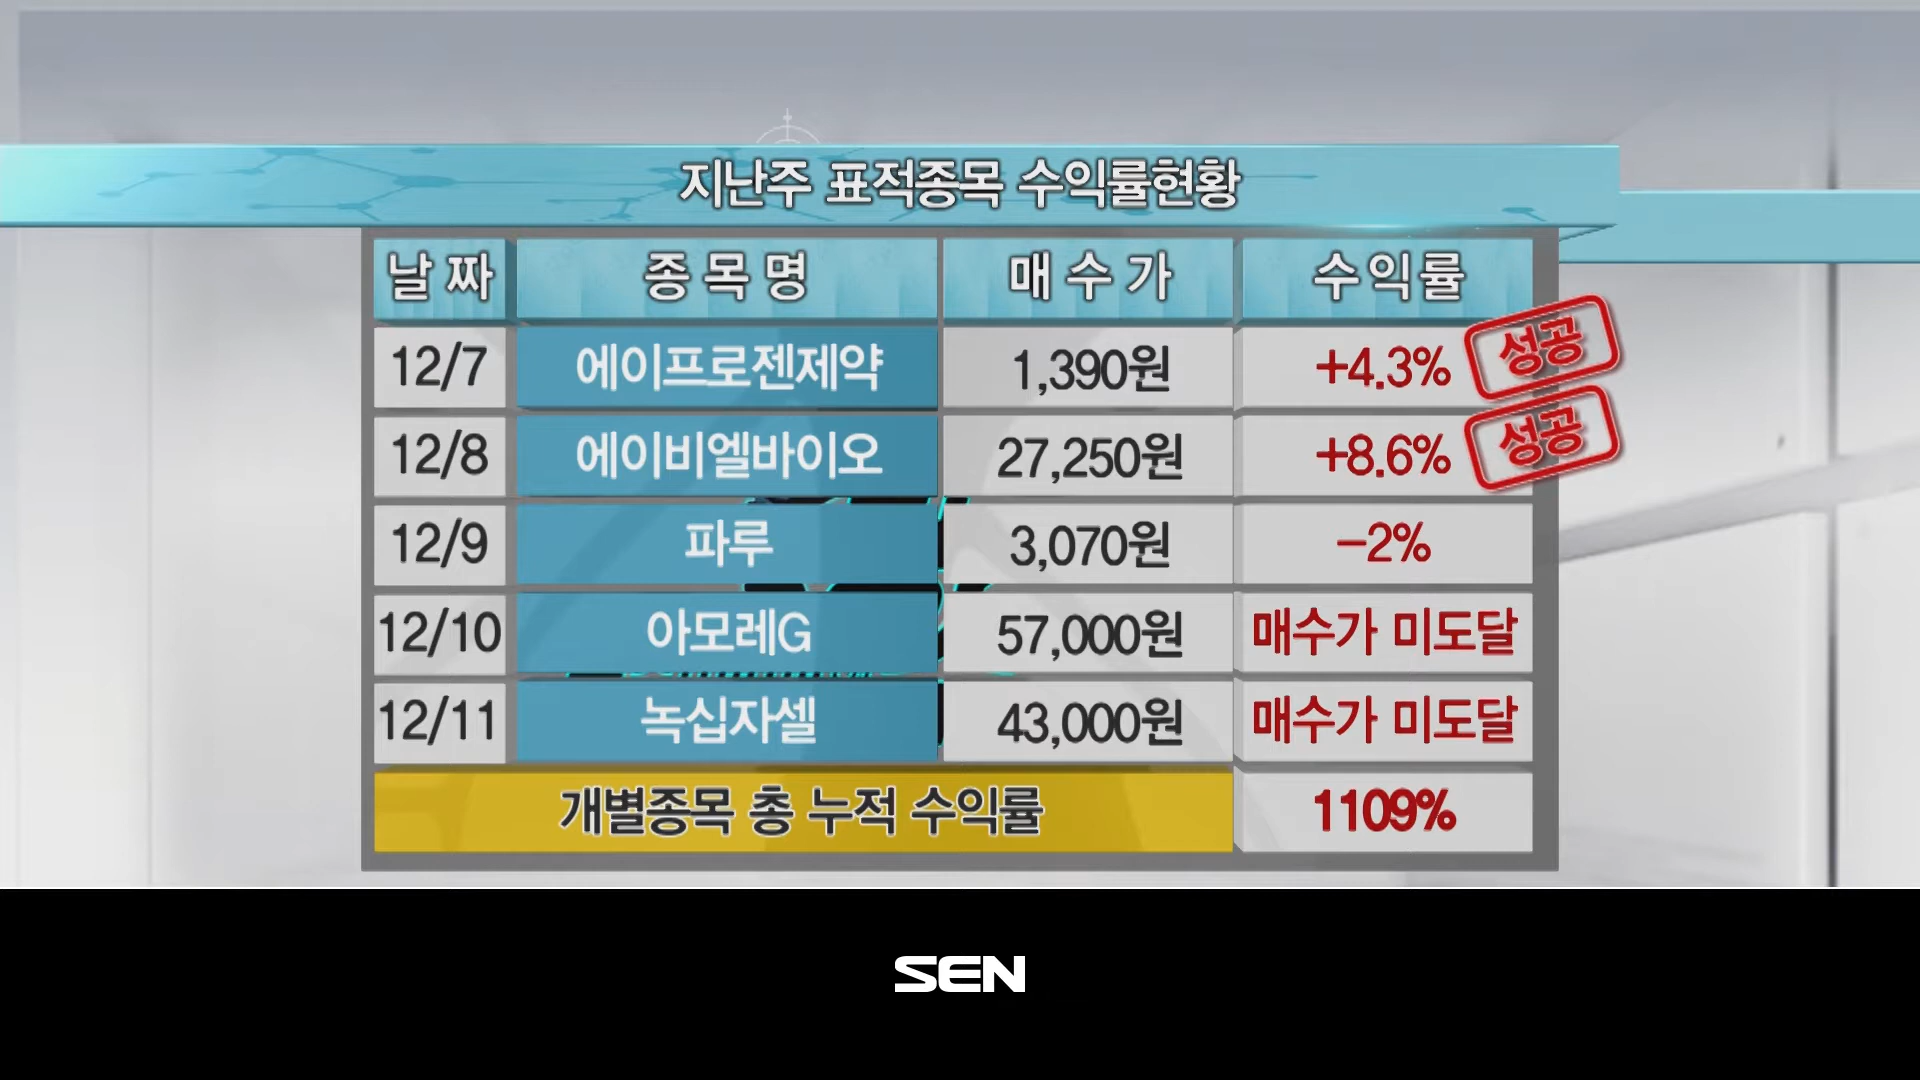 지난주 표적종목 수익률현황
날짜 종목명 매수가 수익률
12/7 에이프로젠제약 1,390원 +4.3% 성공
12/8 에이비엘바이오 27,250원 +8.6% 성공
12/9 파루 3,070원 -2%
12/10 아모레G 57,000원 매수가 미도달
12/11 녹십자셀 43,000원 매수가 미도달
개별종목 총 누적 수익률 1109%
SEN